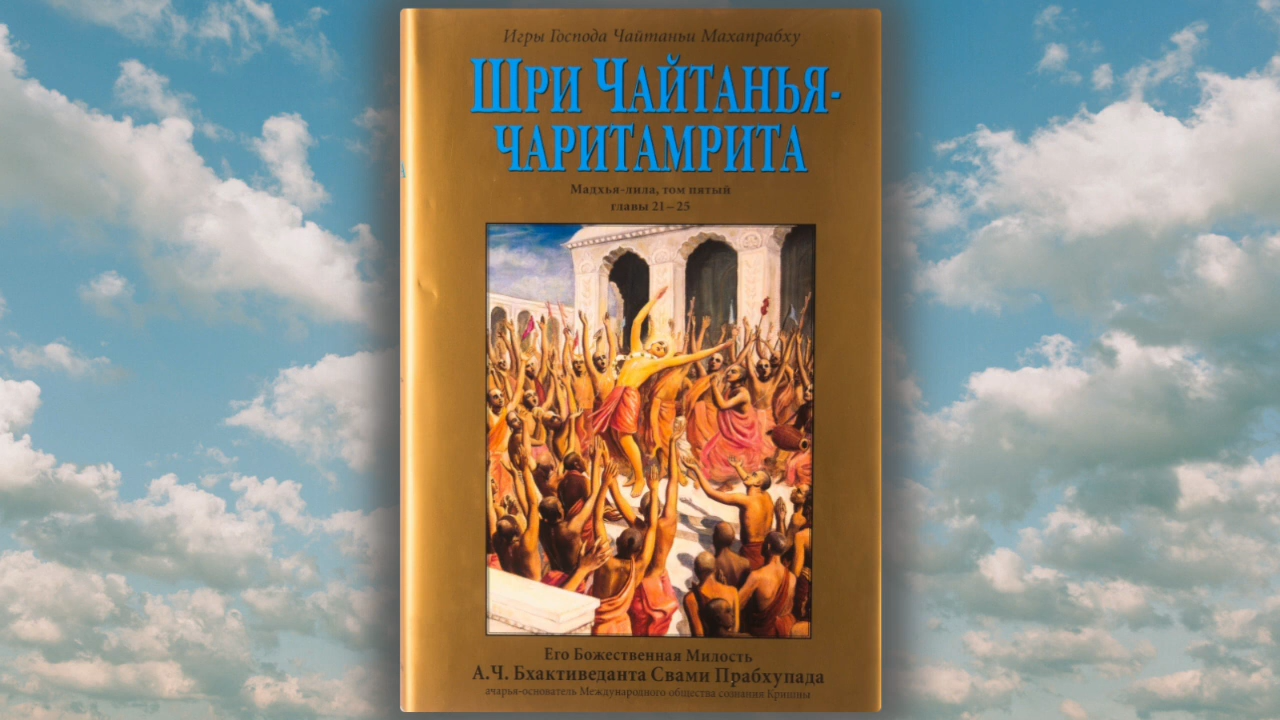 Игры Господа Чайтаньи Махапрабху
Шри Чайтанья-
чаритамрита
Мадхья-лила, том пятый
главы 21–25
Его Божественная Милость
А.Ч. Бхактиведанта Свами Прабхупада
ачарья-основатель Международного общества сознания Кришны